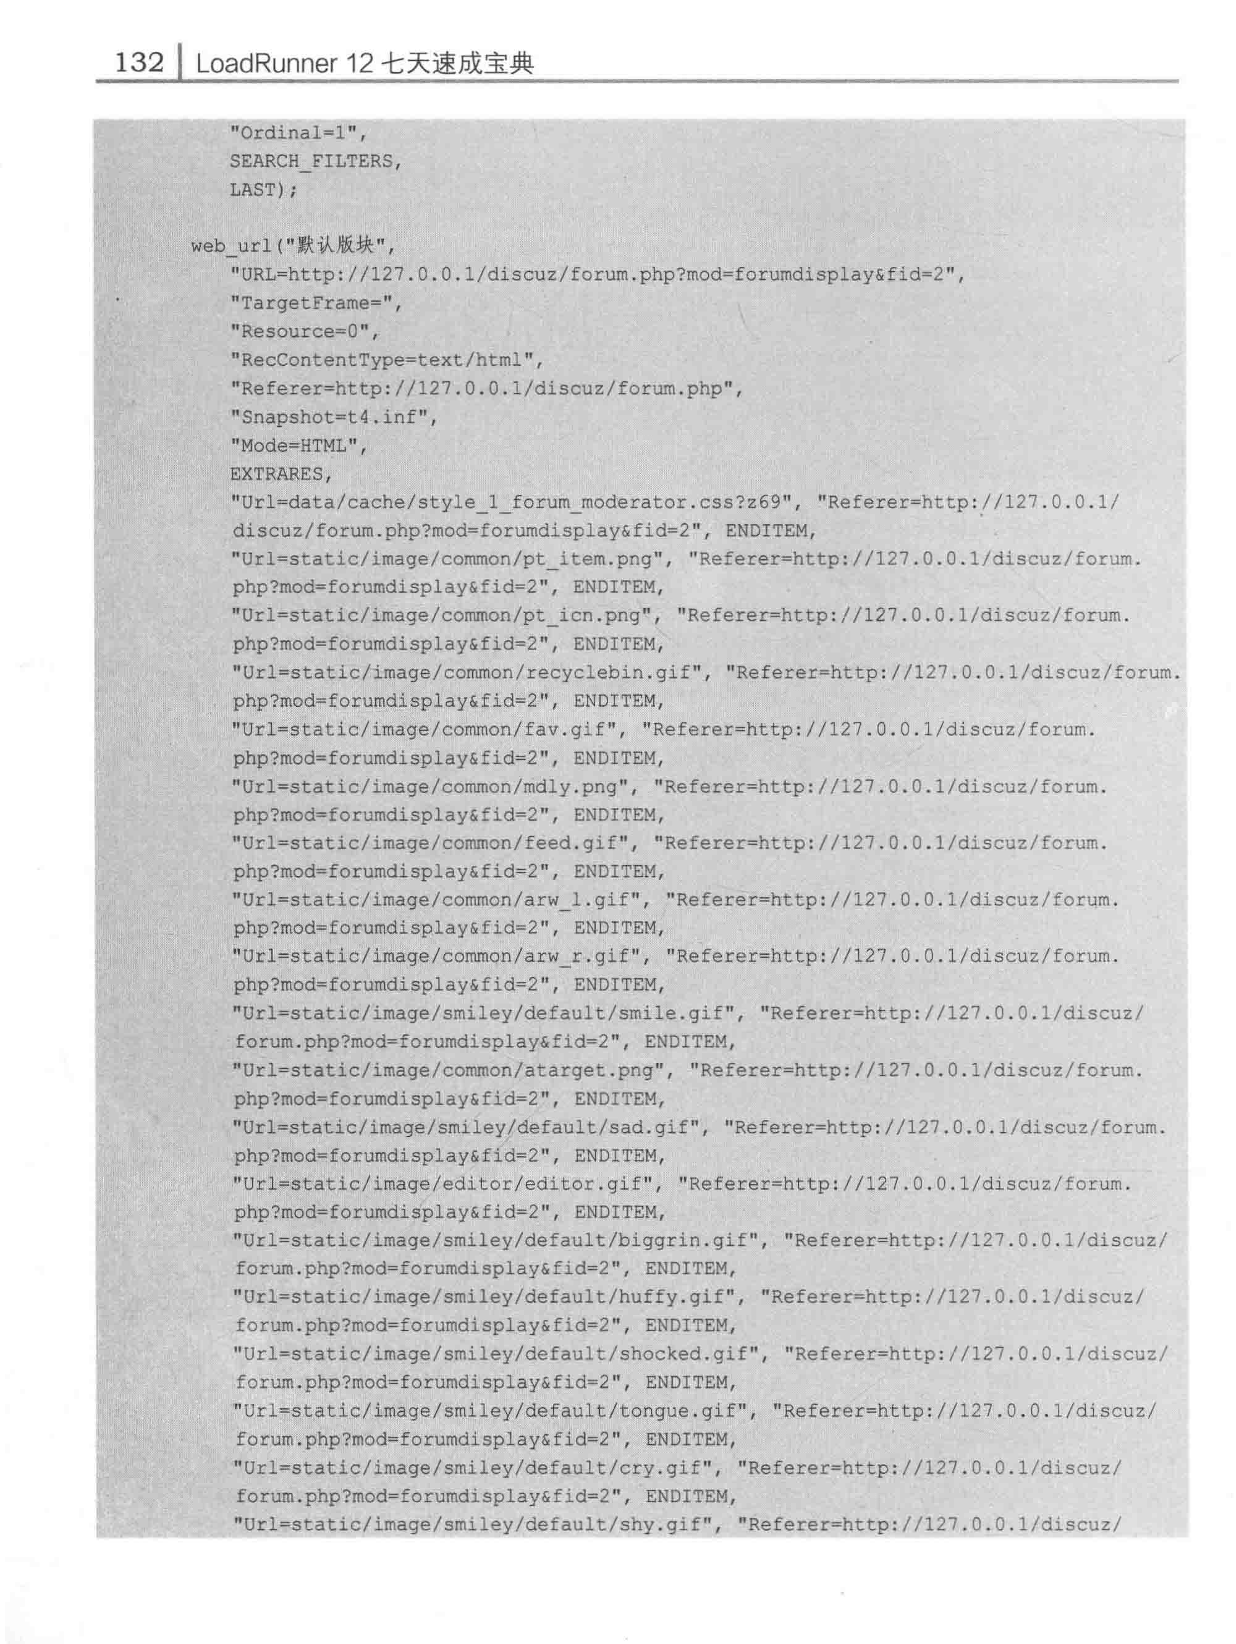 132 LoadRunner 12 七天速成宝典
"Ordinal=1",
SEARCH_FILTERS,
LAST);
web_url("默认版块",
"URL=http://127.0.0.1/discuz/forum.php?mod=forumdisplay&fid=2",
"TargetFrame=",
"Resource=0",
"RecContentType=text/html",
"Referer=http://127.0.0.1/discuz/forum.php",
"Snapshot=t4.inf",
"Mode=HTML",
EXTRARES,
"Url=data/cache/style_1_forum_moderator.css?z69", "Referer=http://127.0.0.1/
discuz/forum.php?mod=forumdisplay&fid=2", ENDITEM,
"Url=static/image/common/pt_item.png", "Referer=http://127.0.0.1/discuz/forum.
php?mod=forumdisplay&fid=2", ENDITEM,
"Url=static/image/common/pt_icn.png", "Referer=http://127.0.0.1/discuz/forum.
php?mod=forumdisplay&fid=2", ENDITEM,
"Url=static/image/common/recyclebin.gif", "Referer=http://127.0.0.1/discuz/forum.
php?mod=forumdisplay&fid=2", ENDITEM,
"Url=static/image/common/fav.gif", "Referer=http://127.0.0.1/discuz/forum.
php?mod=forumdisplay&fid=2", ENDITEM,
"Url=static/image/common/mdly.png", "Referer=http://127.0.0.1/discuz/forum.
php?mod=forumdisplay&fid=2", ENDITEM,
"Url=static/image/common/feed.gif", "Referer=http://127.0.0.1/discuz/forum.
php?mod=forumdisplay&fid=2", ENDITEM,
"Url=static/image/common/arw_l.gif", "Referer=http://127.0.0.1/discuz/forum.
php?mod=forumdisplay&fid=2", ENDITEM,
"Url=static/image/common/arw_r.gif", "Referer=http://127.0.0.1/discuz/forum.
php?mod=forumdisplay&fid=2", ENDITEM,
"Url=static/image/smiley/default/smile.gif", "Referer=http://127.0.0.1/discuz/
forum.php?mod=forumdisplay&fid=2", ENDITEM,
"Url=static/image/common/atarget.png", "Referer=http://127.0.0.1/discuz/forum.
php?mod=forumdisplay&fid=2", ENDITEM,
"Url=static/image/smiley/default/sad.gif", "Referer=http://127.0.0.1/discuz/forum.
php?mod=forumdisplay&fid=2", ENDITEM,
"Url=static/image/editor/editor.gif", "Referer=http://127.0.0.1/discuz/forum.
php?mod=forumdisplay&fid=2", ENDITEM,
"Url=static/image/smiley/default/biggrin.gif", "Referer=http://127.0.0.1/discuz/
forum.php?mod=forumdisplay&fid=2", ENDITEM,
"Url=static/image/smiley/default/huffy.gif", "Referer=http://127.0.0.1/discuz/
forum.php?mod=forumdisplay&fid=2", ENDITEM,
"Url=static/image/smiley/default/shocked.gif", "Referer=http://127.0.0.1/discuz/
forum.php?mod=forumdisplay&fid=2", ENDITEM,
"Url=static/image/smiley/default/tongue.gif", "Referer=http://127.0.0.1/discuz/
forum.php?mod=forumdisplay&fid=2", ENDITEM,
"Url=static/image/smiley/default/cry.gif", "Referer=http://127.0.0.1/discuz/
forum.php?mod=forumdisplay&fid=2", ENDITEM,
"Url=static/image/smiley/default/shy.gif", "Referer=http://127.0.0.1/discuz/